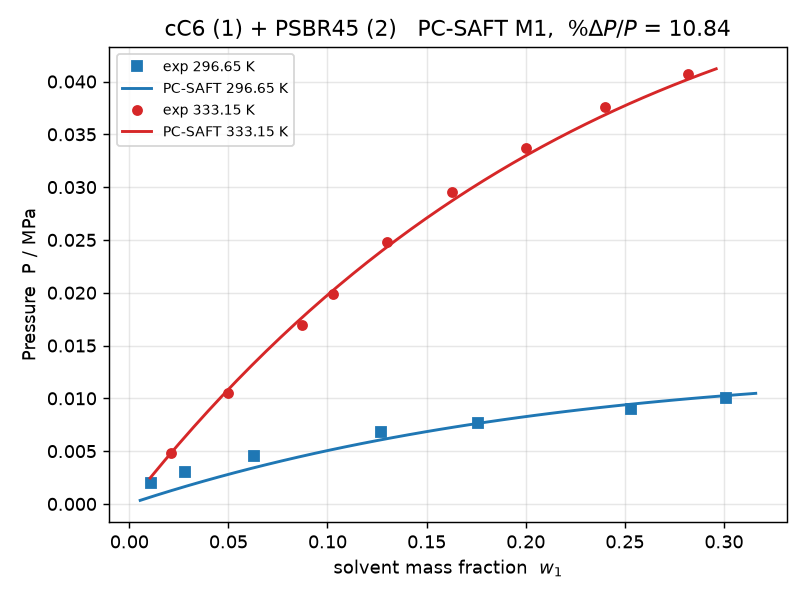 cC6 (1) + PSBR45 (2)   PC-SAFT M1,  %ΔP/P = 10.84
exp 296.65 K
PC-SAFT 296.65 K
exp 333.15 K
PC-SAFT 333.15 K
0.040
0.035
0.030
0.025
0.020
0.015
0.010
0.005
0.000
Pressure  P / MPa
0.00 0.05 0.10 0.15 0.20 0.25 0.30
solvent mass fraction  w₁